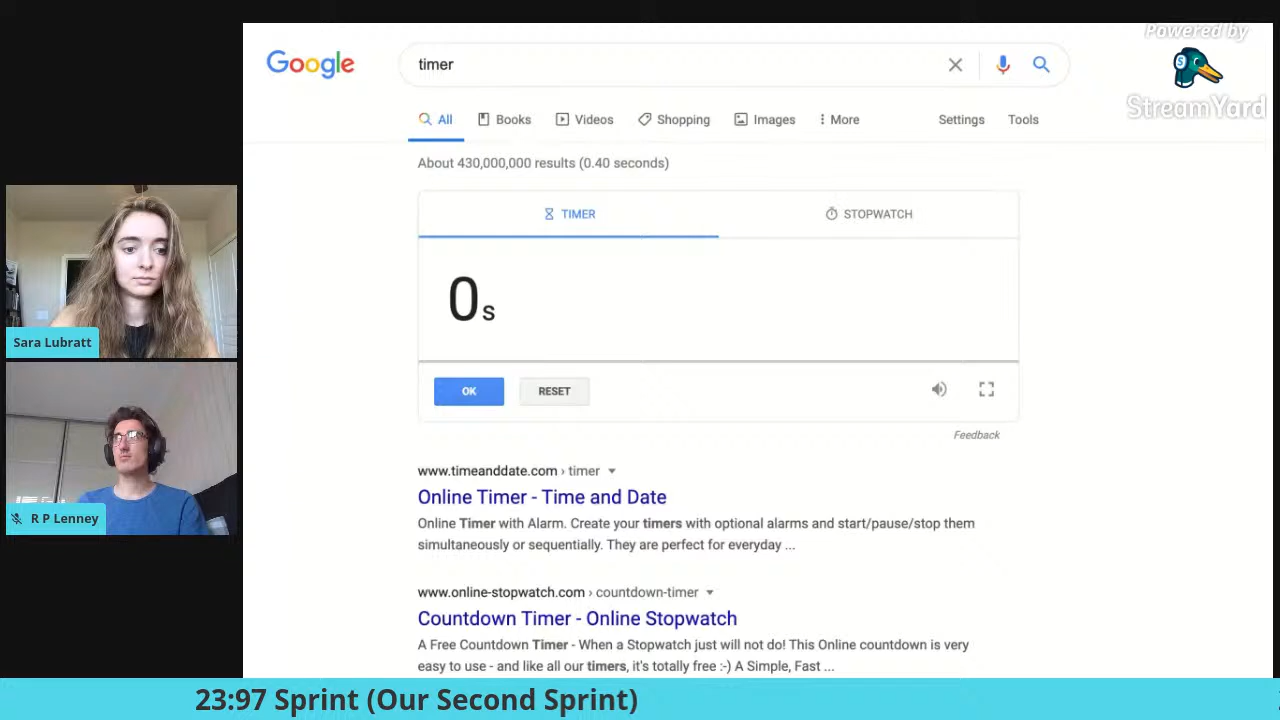 Powered by
StreamYard
Google
timer
All
Books
Videos
Shopping
Images
More
Settings
Tools
About 430,000,000 results (0.40 seconds)
TIMER
STOPWATCH
0s
OK
RESET
Feedback
www.timeanddate.com › timer
Online Timer - Time and Date
Online Timer with Alarm. Create your timers with optional alarms and start/pause/stop them
simultaneously or sequentially. They are perfect for everyday ...
www.online-stopwatch.com › countdown-timer
Countdown Timer - Online Stopwatch
A Free Countdown Timer - When a Stopwatch just will not do! This Online countdown is very
easy to use - and like all our timers, it's totally free :-) A Simple, Fast ...
Sara Lubratt
R P Lenney
23:97 Sprint (Our Second Sprint)